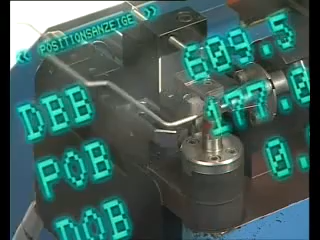 << POSITIONSANZEIGE >>
DBB 609.5
POB 177.0
DOB 0.